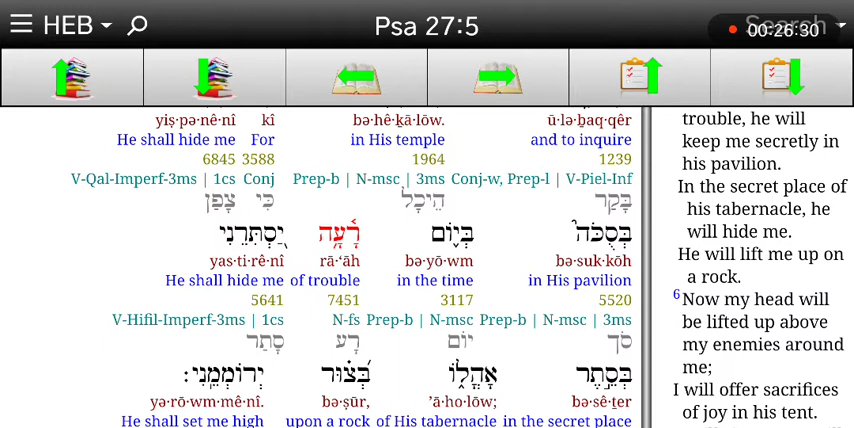 HEB
Psa 27:5
Search
00:26:30
yiṣ·pə·nê·nî kî bə·hê·ḵā·lōw. ū·lə·ḇaq·qêr
He shall hide me For in His temple and to inquire
6845 3588 1964 1239
V-Qal-Imperf-3ms | 1cs Conj Prep-b | N-msc | 3ms Conj-w, Prep-l | V-Piel-Inf
בָּקַר הֵיכָל כִּי צָפַן
בְּסֻכֹּה֮ בְּי֪וֹם רָ֫עָ֥ה יַ֭סְתִּרֵנִי
yas·ti·rê·nî rā·‘āh bə·yō·wm bə·suk·kōh
He shall hide me of trouble in the time in His pavilion
5641 7451 3117 5520
V-Hifil-Imperf-3ms | 1cs N-fs Prep-b | N-msc Prep-b | N-msc | 3ms
סֹךְ יוֹם רָע סָתַר
בְּסֵ֣תֶר אָהֳל֑וֹ בְּ֝צ֗וּר יְרוֹמְמֵֽנִי׃
yə·rō·wm·mê·nî. bə·ṣūr, ’ā·ho·lōw; bə·sê·ṯer
He shall set me high upon a rock of His tabernacle in the secret place
trouble, he will
keep me secretly in
his pavilion.
In the secret place of
his tabernacle, he
will hide me.
He will lift me up on
a rock.
6 Now my head will
be lifted up above
my enemies around
me;
I will offer sacrifices
of joy in his tent.